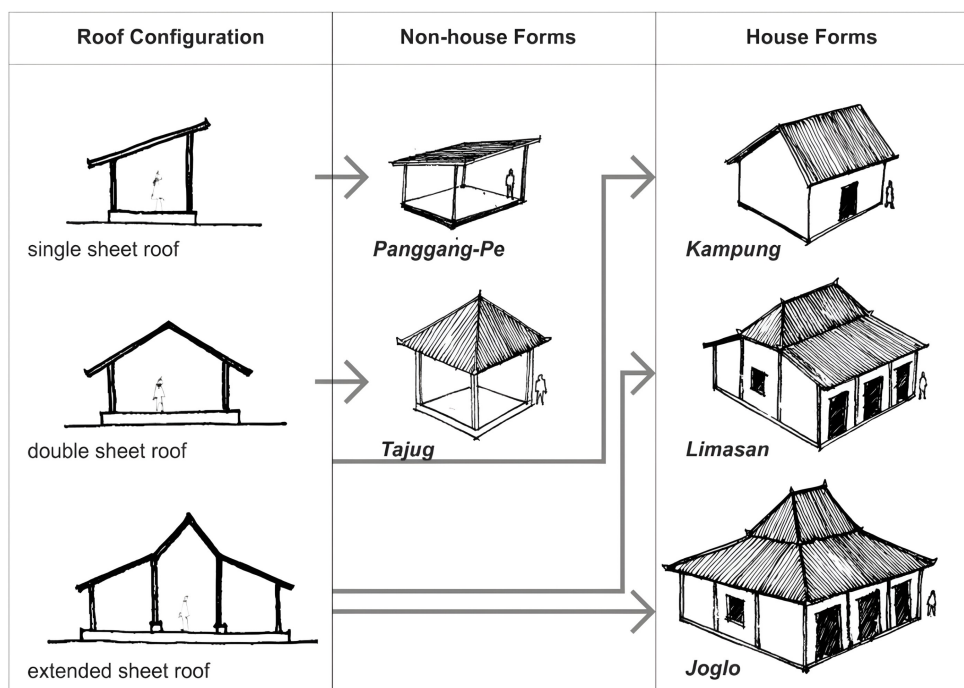 Roof Configuration
Non-house Forms
House Forms
single sheet roof
Panggang-Pe
Kampung
double sheet roof
Tajug
Limasan
extended sheet roof
Joglo